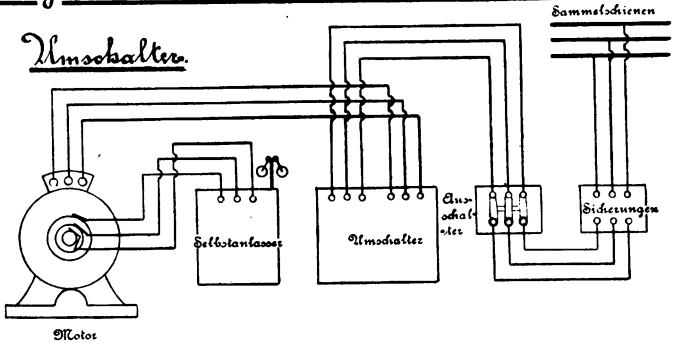 Sammelschienen
Umschalter.
Selbstanlasser
Umschalter
Aus-
schal-
ter
Sicherungen
Motor